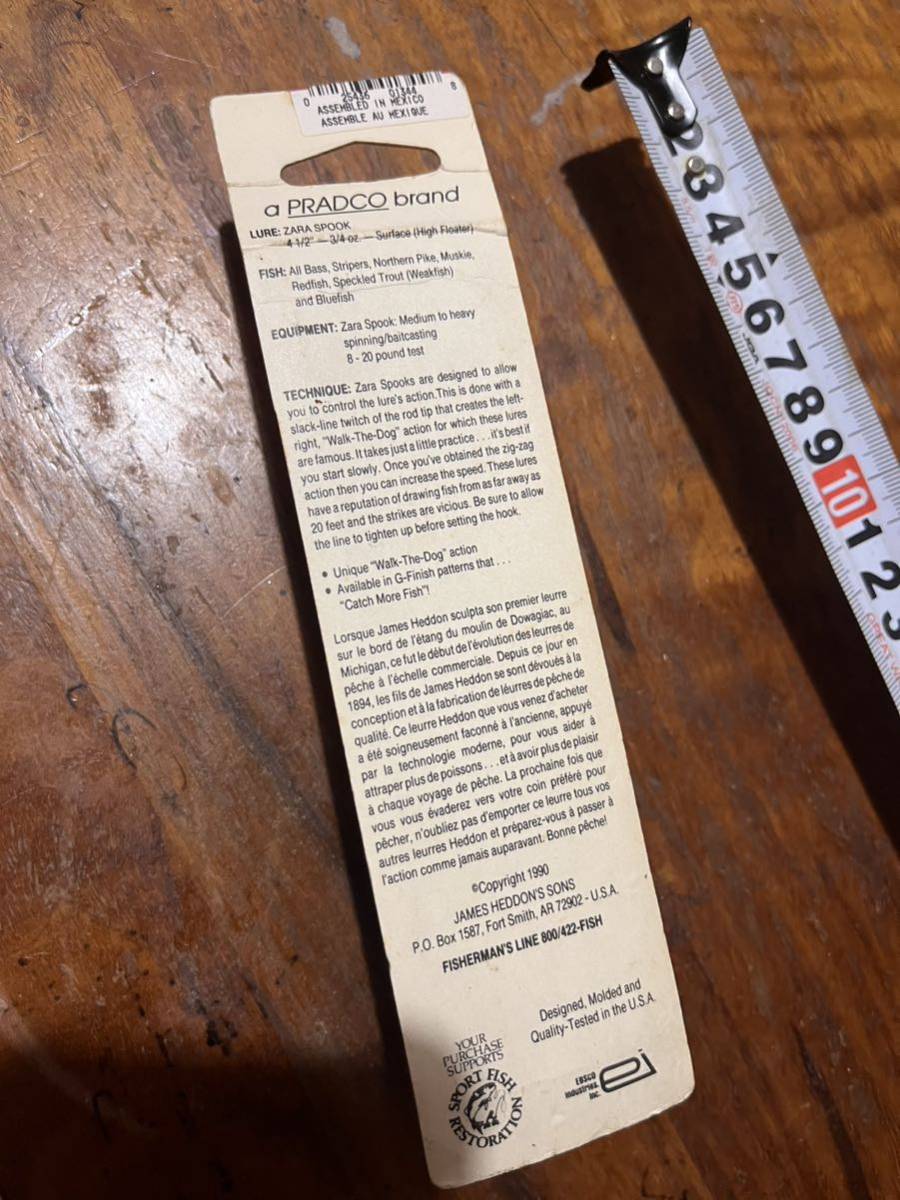 0 25436 01344 8
ASSEMBLED IN MEXICO
ASSEMBLE AU MEXIQUE
a PRADCO brand
LURE: ZARA SPOOK
4 1/2" — 3/4 oz. — Surface (High Floater)
FISH: All Bass, Stripers, Northern Pike, Muskie,
Redfish, Speckled Trout (Weakfish)
and Bluefish
EQUIPMENT: Zara Spook: Medium to heavy
spinning/baitcasting
8 - 20 pound test
TECHNIQUE: Zara Spooks are designed to allow
you to control the lure's action. This is done with a
slack-line twitch of the rod tip that creates the left-
right, "Walk-The-Dog" action for which these lures
are famous. It takes just a little practice . . . it's best if
you start slowly. Once you've obtained the zig-zag
action then you can increase the speed. These lures
have a reputation of drawing fish from as far away as
20 feet and the strikes are vicious. Be sure to allow
the line to tighten up before setting the hook.
• Unique "Walk-The-Dog" action
• Available in G-Finish patterns that . . .
"Catch More Fish"!
Lorsque James Heddon sculpta son premier leurre
sur le bord de l'étang du moulin de Dowagiac, au
Michigan, ce fut le début de l'évolution des leurres de
pêche à l'échelle commerciale. Depuis ce jour en
1894, les fils de James Heddon se sont dévoués à la
conception et à la fabrication de léurres de pêche de
qualité. Ce leurre Heddon que vous venez d'acheter
a été soigneusement faconné à l'ancienne, appuyé
par la technologie moderne, pour vous aider à
attraper plus de poissons . . . et à avoir plus de plaisir
à chaque voyage de pêche. La prochaine fois que
vous vous évaderez vers votre coin préféré pour
pêcher, n'oubliez pas d'emporter ce leurre tous vos
autres leurres Heddon et préparez-vous à passer à
l'action comme jamais auparavant. Bonne pêche!
©Copyright 1990
JAMES HEDDON'S SONS
P.O. Box 1587, Fort Smith, AR 72902 - U.S.A.
FISHERMAN'S LINE 800/422-FISH
Designed, Molded and
Quality-Tested in the U.S.A.
YOUR
PURCHASE
SUPPORTS
SPORT FISH
RESTORATION
EBSCO
Industries,
Inc.
2 3 4 5 6 7 8 9 10 1 2 3